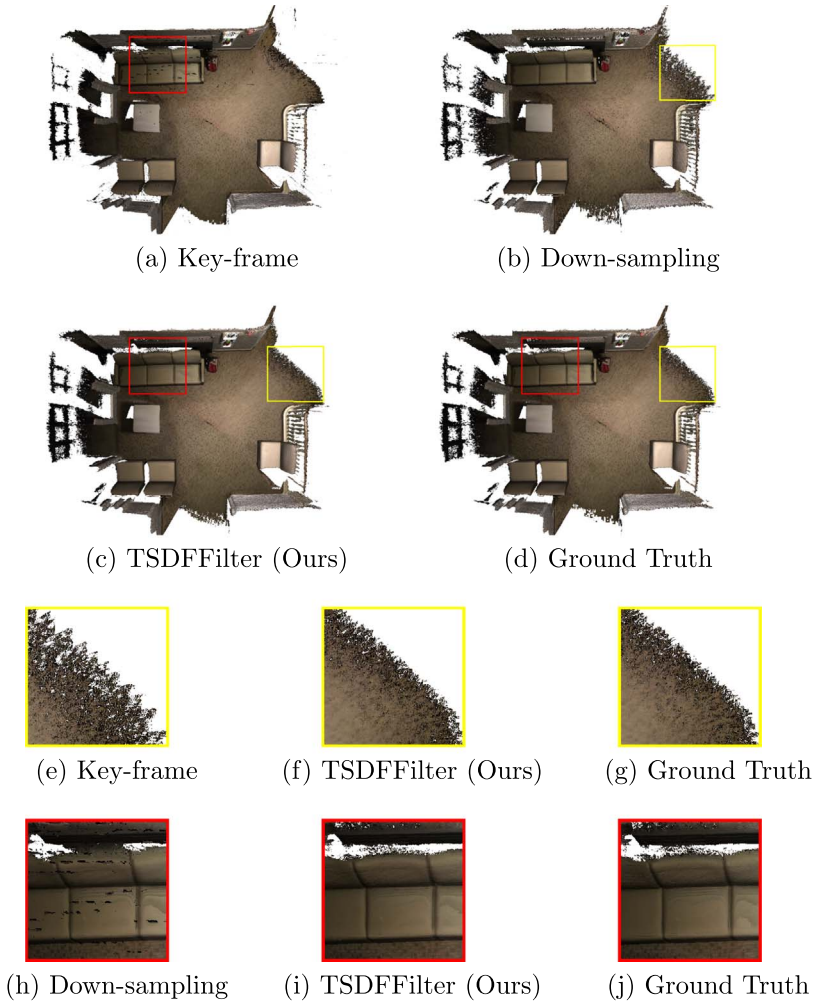 (a) Key-frame
(b) Down-sampling
(c) TSDFFilter (Ours)
(d) Ground Truth
(e) Key-frame
(f) TSDFFilter (Ours)
(g) Ground Truth
(h) Down-sampling
(i) TSDFFilter (Ours)
(j) Ground Truth